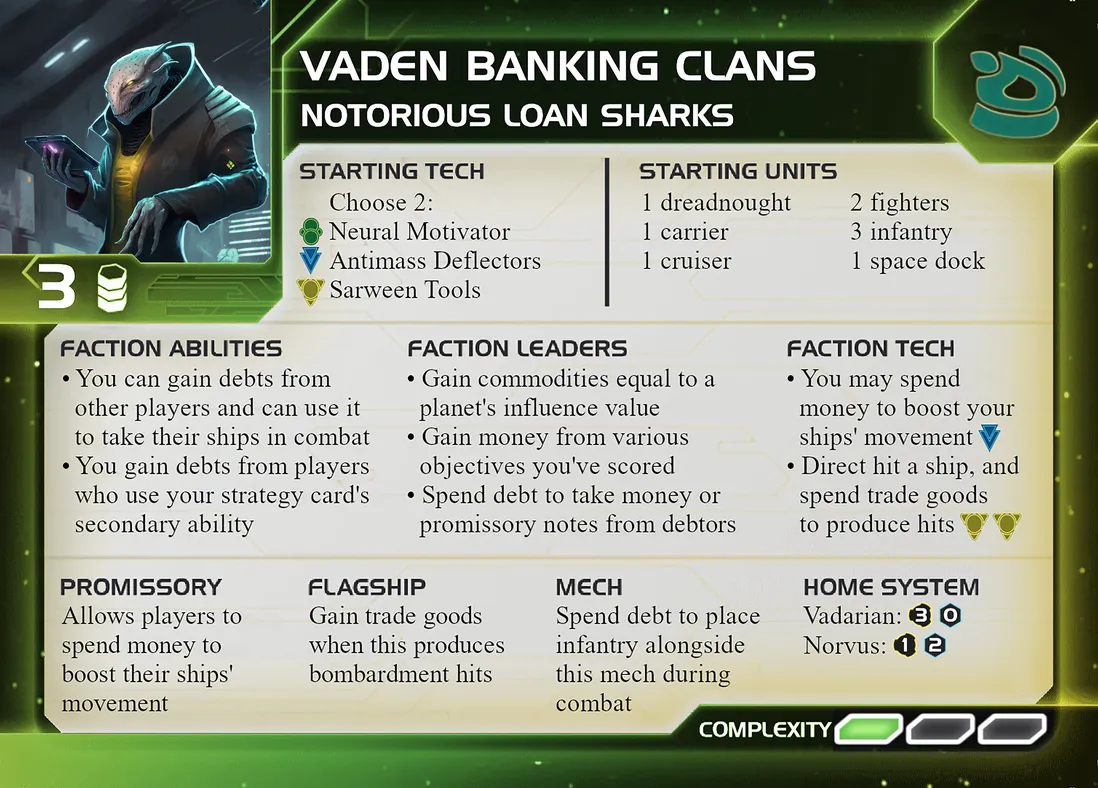 VADEN BANKING CLANS
NOTORIOUS LOAN SHARKS
3
STARTING TECH
Choose 2:
Neural Motivator
Antimass Deflectors
Sarween Tools
STARTING UNITS
1 dreadnought
1 carrier
1 cruiser
2 fighters
3 infantry
1 space dock
FACTION ABILITIES
• You can gain debts from
other players and can use it
to take their ships in combat
• You gain debts from players
who use your strategy card's
secondary ability
FACTION LEADERS
• Gain commodities equal to a
planet's influence value
• Gain money from various
objectives you've scored
• Spend debt to take money or
promissory notes from debtors
FACTION TECH
• You may spend
money to boost your
ships' movement
• Direct hit a ship, and
spend trade goods
to produce hits
PROMISSORY
Allows players to
spend money to
boost their ships'
movement
FLAGSHIP
Gain trade goods
when this produces
bombardment hits
MECH
Spend debt to place
infantry alongside
this mech during
combat
HOME SYSTEM
Vadarian: 3 0
Norvus: 1 2
COMPLEXITY